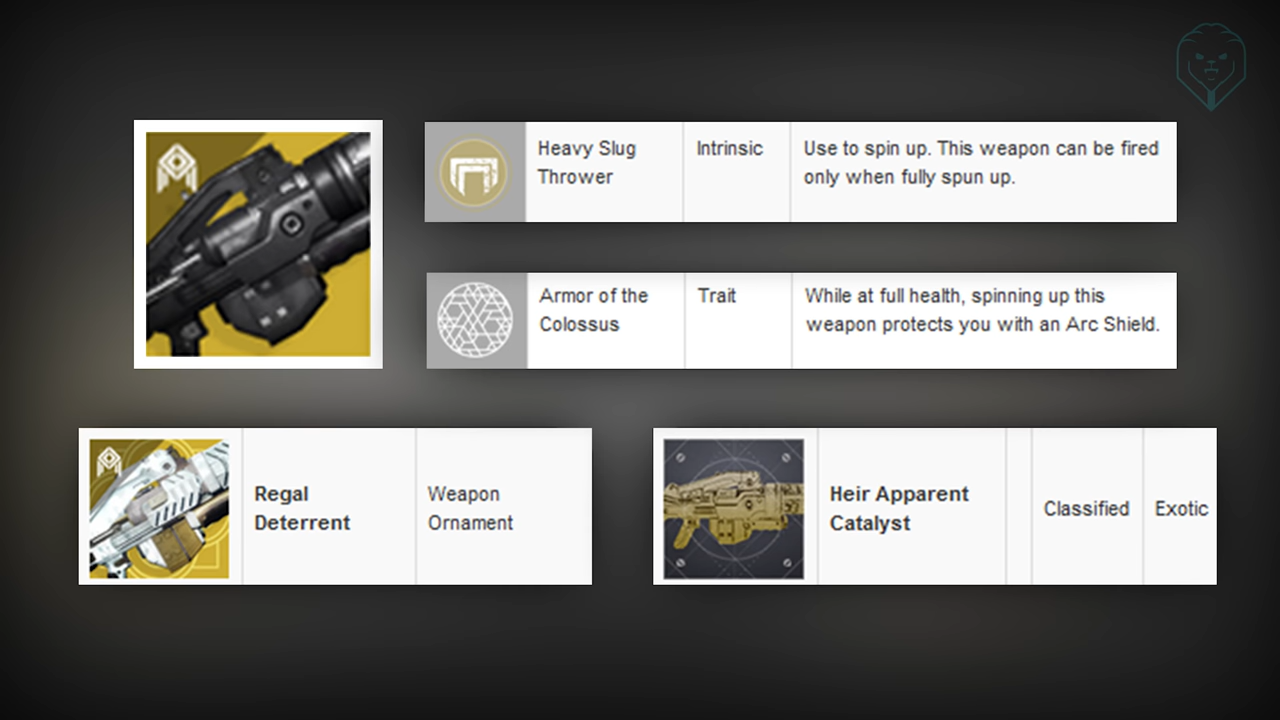 Heavy Slug
Thrower
Intrinsic
Use to spin up. This weapon can be fired
only when fully spun up.
Armor of the
Colossus
Trait
While at full health, spinning up this
weapon protects you with an Arc Shield.
Regal
Deterrent
Weapon
Ornament
Heir Apparent
Catalyst
Classified
Exotic